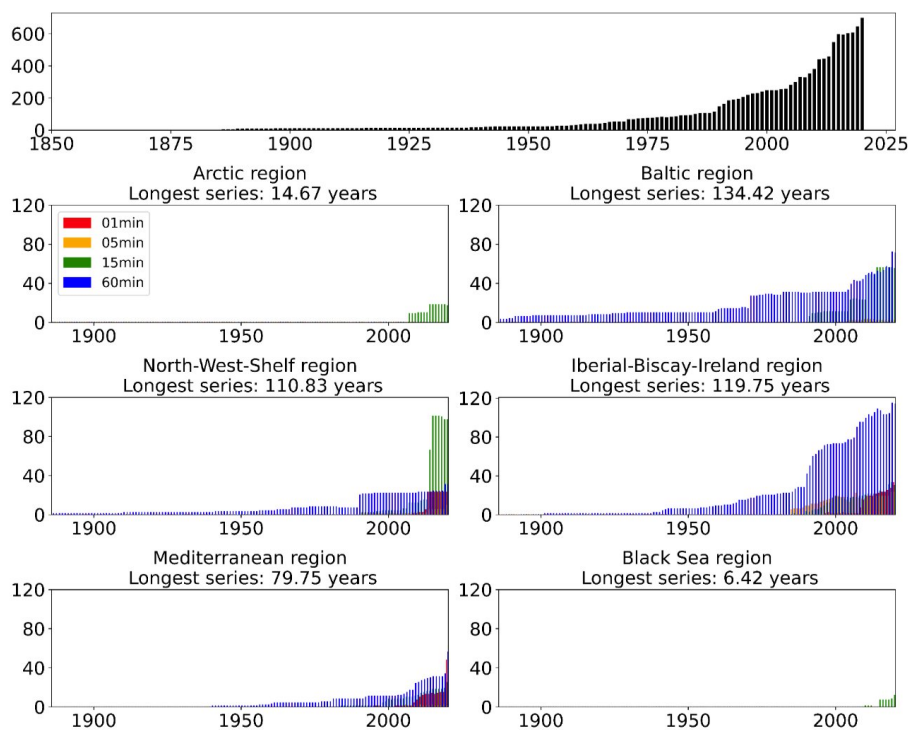 600
400
200
0
1850 1875 1900 1925 1950 1975 2000 2025
Arctic region
Longest series: 14.67 years
120
80
40
0
01min
05min
15min
60min
1900 1950 2000
Baltic region
Longest series: 134.42 years
120
80
40
0
1900 1950 2000
North-West-Shelf region
Longest series: 110.83 years
120
80
40
0
1900 1950 2000
Iberial-Biscay-Ireland region
Longest series: 119.75 years
120
80
40
0
1900 1950 2000
Mediterranean region
Longest series: 79.75 years
120
80
40
0
1900 1950 2000
Black Sea region
Longest series: 6.42 years
120
80
40
0
1900 1950 2000